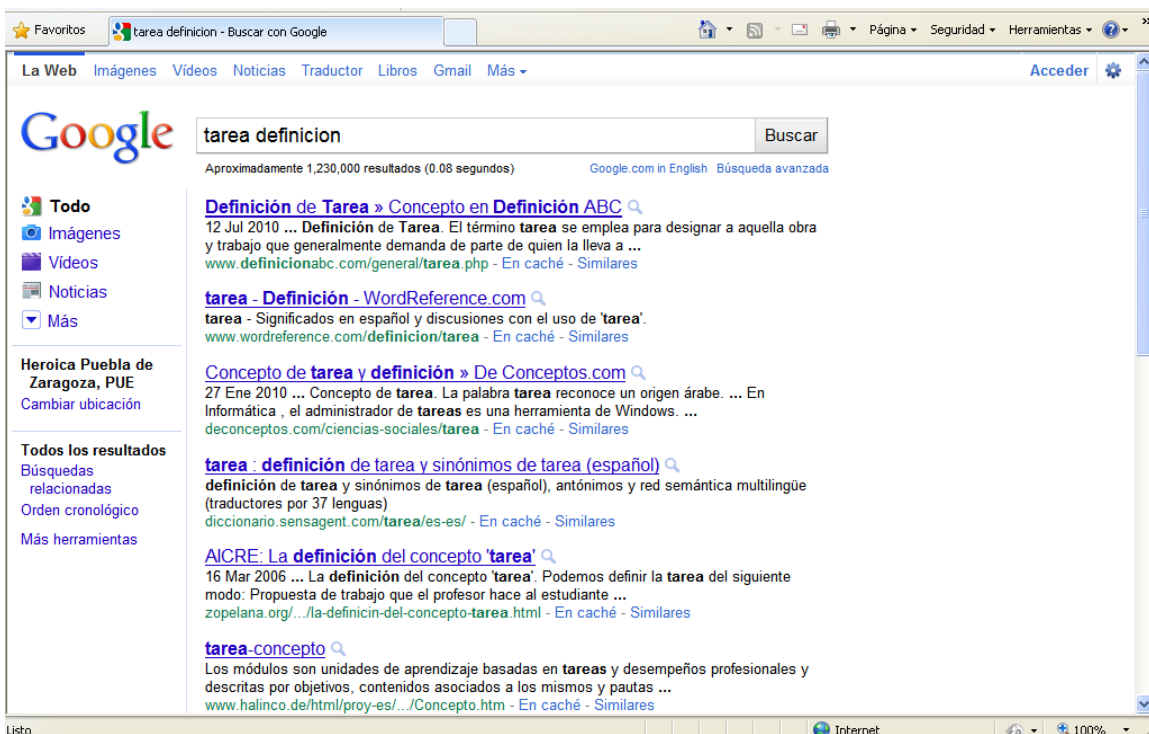 Favoritos tarea definicion - Buscar con Google Página Seguridad Herramientas »
La Web Imágenes Vídeos Noticias Traductor Libros Gmail Más Acceder
Google tarea definicion Buscar
Aproximadamente 1,230,000 resultados (0.08 segundos) Google.com in English Búsqueda avanzada
Todo
Imágenes
Vídeos
Noticias
Más
Heroica Puebla de
Zaragoza, PUE
Cambiar ubicación
Todos los resultados
Búsquedas
relacionadas
Orden cronológico
Más herramientas
Definición de Tarea » Concepto en Definición ABC
12 Jul 2010 ... Definición de Tarea. El término tarea se emplea para designar a aquella obra
y trabajo que generalmente demanda de parte de quien la lleva a ...
www.definicionabc.com/general/tarea.php - En caché - Similares
tarea - Definición - WordReference.com
tarea - Significados en español y discusiones con el uso de 'tarea'.
www.wordreference.com/definicion/tarea - En caché - Similares
Concepto de tarea y definición » De Conceptos.com
27 Ene 2010 ... Concepto de tarea. La palabra tarea reconoce un origen árabe. ... En
Informática , el administrador de tareas es una herramienta de Windows. ...
deconceptos.com/ciencias-sociales/tarea - En caché - Similares
tarea : definición de tarea y sinónimos de tarea (español)
definición de tarea y sinónimos de tarea (español), antónimos y red semántica multilingüe
(traductores por 37 lenguas)
diccionario.sensagent.com/tarea/es-es/ - En caché - Similares
AICRE: La definición del concepto 'tarea'
16 Mar 2006 ... La definición del concepto 'tarea'. Podemos definir la tarea del siguiente
modo: Propuesta de trabajo que el profesor hace al estudiante ...
zopelana.org/.../la-definicin-del-concepto-tarea.html - En caché - Similares
tarea-concepto
Los módulos son unidades de aprendizaje basadas en tareas y desempeños profesionales y
descritas por objetivos, contenidos asociados a los mismos y pautas ...
www.halinco.de/html/proy-es/.../Concepto.htm - En caché - Similares
Listo Internet 100%